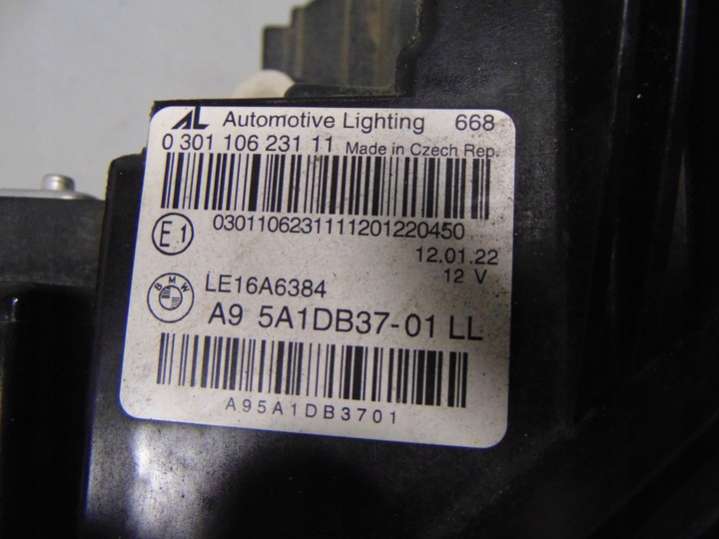 AL Automotive Lighting 668
0 301 106 231 11 Made in Czech Rep.
0301106231111201220450
E1
12.01.22
12 V
BMW
LE16A6384
A9 5A1DB37-01 LL
A95A1DB3701